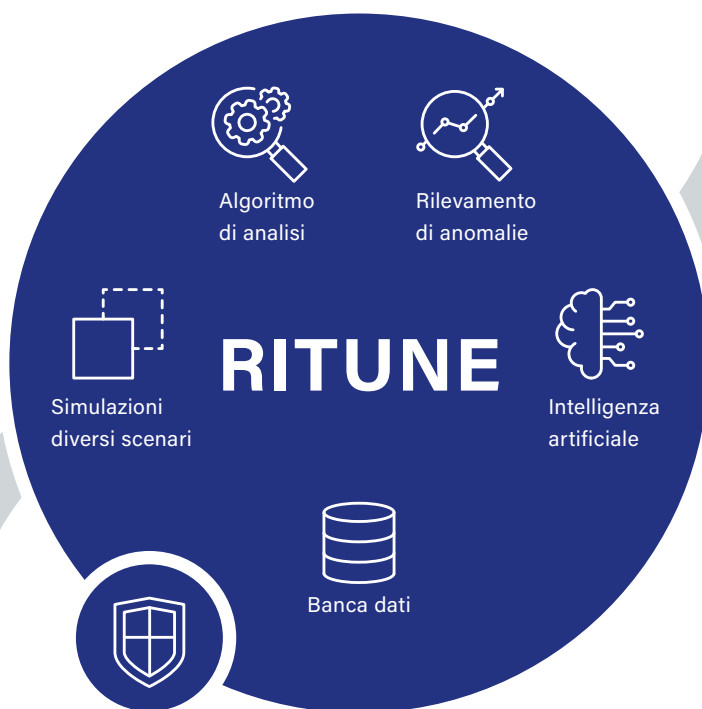 Algoritmo
di analisi
Rilevamento
di anomalie
RITUNE
Simulazioni
diversi scenari
Intelligenza
artificiale
Banca dati